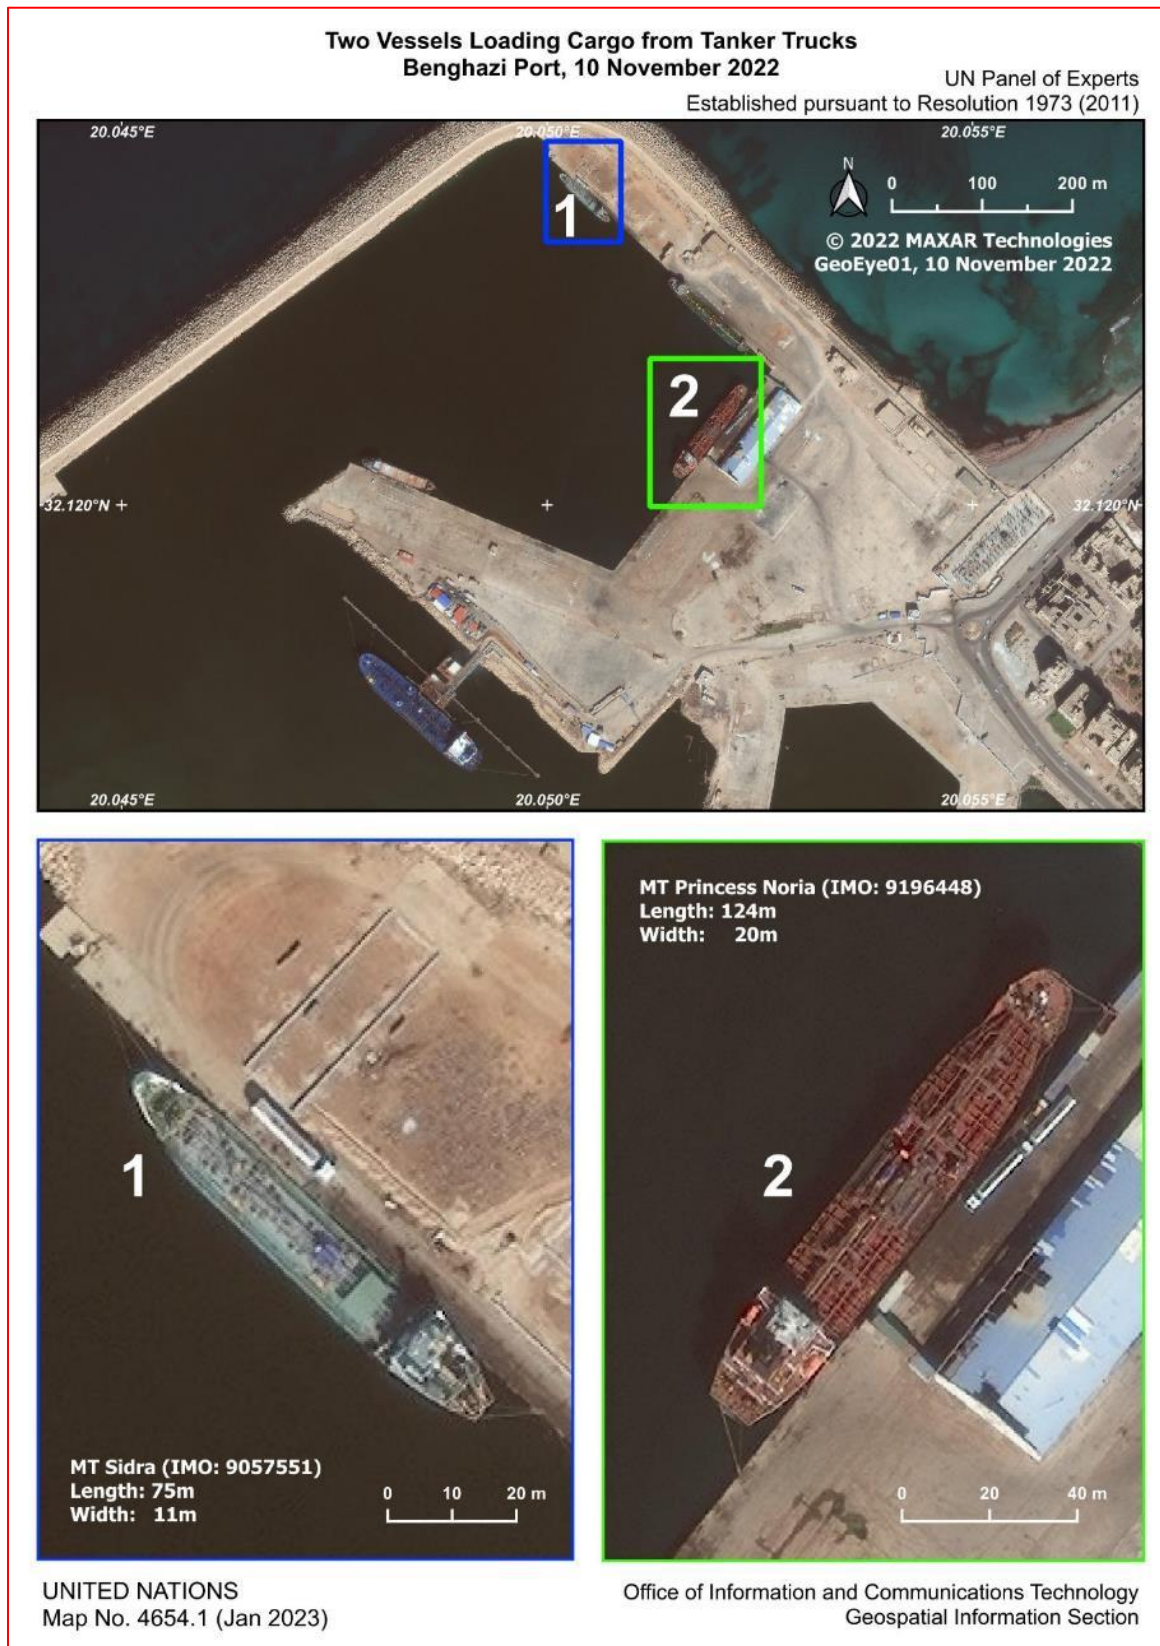 Two Vessels Loading Cargo from Tanker Trucks
Benghazi Port, 10 November 2022
UN Panel of Experts
Established pursuant to Resolution 1973 (2011)
20.045°E
20.050°E
20.055°E
N
0 100 200 m
© 2022 MAXAR Technologies
GeoEye01, 10 November 2022
1
2
32.120°N
32.120°N
20.045°E
20.050°E
20.055°E
1
MT Sidra (IMO: 9057551)
Length: 75m
Width: 11m
0 10 20 m
MT Princess Noria (IMO: 9196448)
Length: 124m
Width: 20m
2
0 20 40 m
UNITED NATIONS
Map No. 4654.1 (Jan 2023)
Office of Information and Communications Technology
Geospatial Information Section